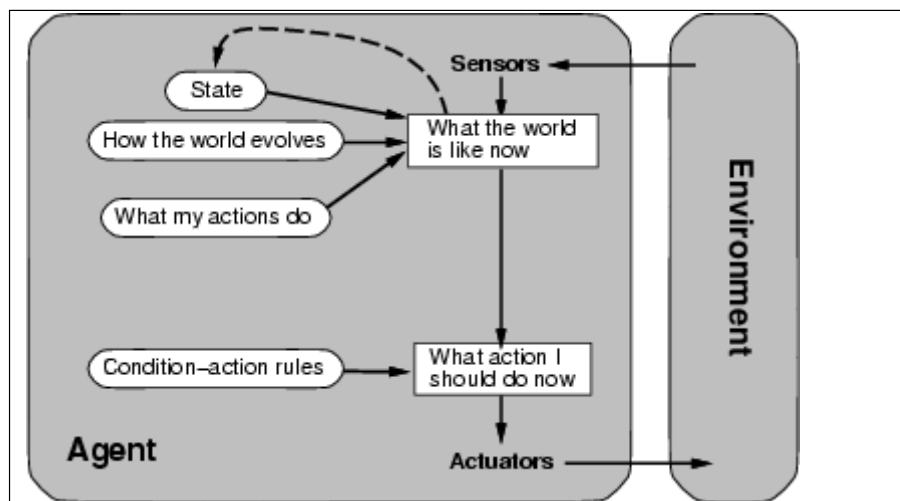 Sensors
State
What the world
is like now
How the world evolves
What my actions do
Environment
What action I
should do now
Condition–action rules
Agent
Actuators